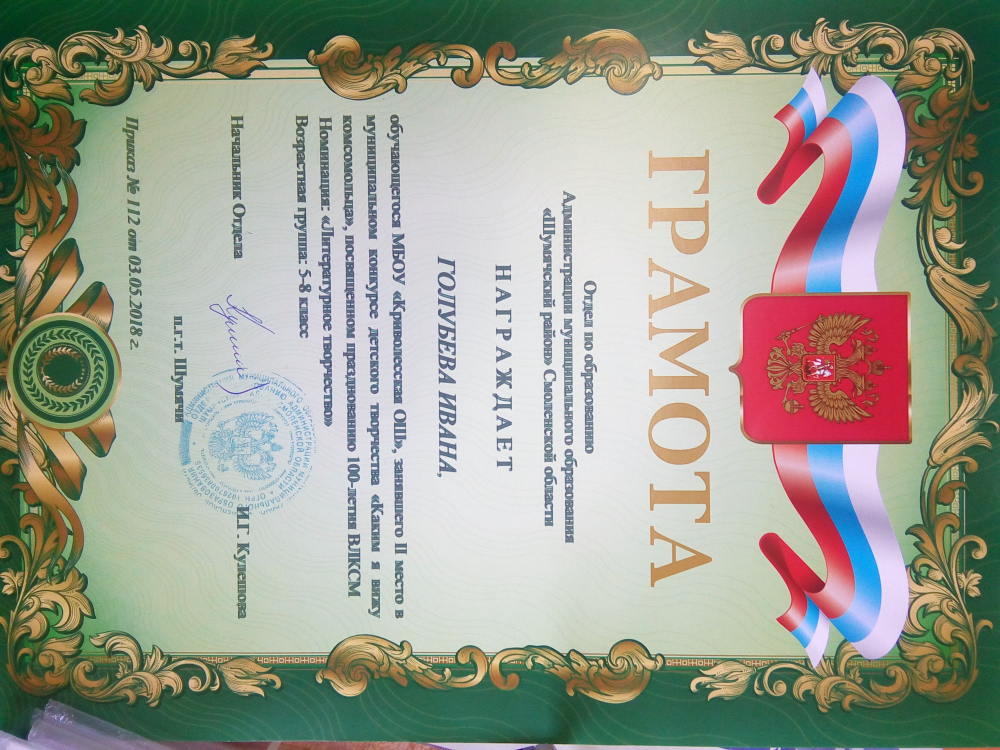 ГРАМОТА
Отдел по образованию
Администрации муниципального образования
«Шумячский район» Смоленской области
НАГРАЖДАЕТ
ГОЛУБЕВА ИВАНА,
обучающегося МБОУ «Криволесская ОШ», занявшего II место в
муниципальном конкурсе детского творчества «Каким я вижу
комсомольца», посвященном празднованию 100-летия ВЛКСМ
Номинация: «Литературное творчество»
Возрастная группа: 5-8 класс
Начальник Отдела И.Г. Кулешова
п.г.т. Шумячи
Приказ № 112 от 03.05.2018 г.